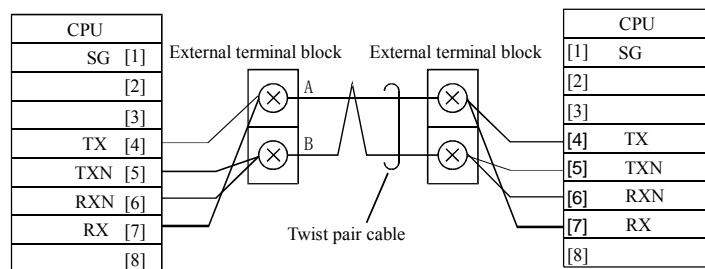 CPU
SG [1]
[2]
[3]
TX [4]
TXN [5]
RXN [6]
RX [7]
[8]
External terminal block
A
B
External terminal block
Twist pair cable
CPU
[1] SG
[2]
[3]
[4] TX
[5] TXN
[6] RXN
[7] RX
[8]